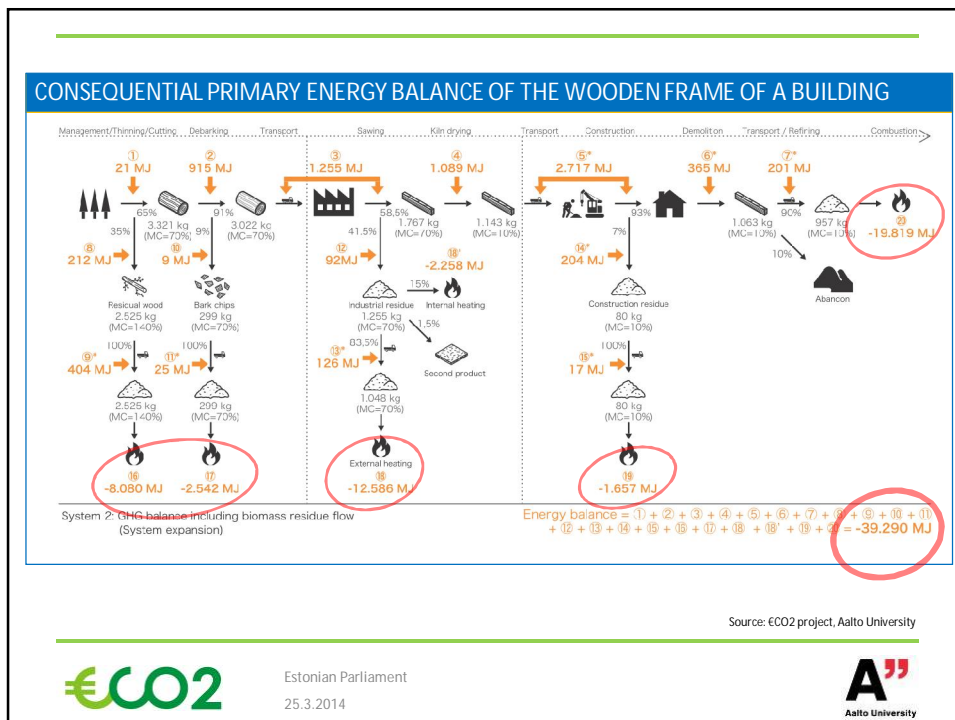 CONSEQUENTIAL PRIMARY ENERGY BALANCE OF THE WOODEN FRAME OF A BUILDING
Management/Thinning/Cutting Debarking Transport Sawing Kiln drying Transport Construction Demoliton Transport / Refiring Combustion
① ② ③ ④ ⑤* ⑥* ⑦*
21 MJ 915 MJ 1.255 MJ 1.089 MJ 2.717 MJ 365 MJ 201 MJ
65% 91% 58,5% 93% 90%
3.321 kg 3.022 kg 1.767 kg 1.143 kg 1.063 kg 957 kg
(MC=70%) (MC=70%) (MC=70%) (MC=10%) (MC=10%) (MC=10%)
㉓
-19.819 MJ
35% 9% 41.5% 7% 10%
⑧ ⑩ ⑫ ⑱' ⑭*
212 MJ 9 MJ 92MJ -2.258 MJ 204 MJ
15%
Resicual wood Bark chips Industrial residue Internal heating Construction residue Abancon
2.525 kg 299 kg 1.255 kg 80 kg
(MC=140%) (MC=70%) (MC=70%) (MC=10%)
1,5%
100% 100% 83,5% 100%
⑨* ⑪* ⑬* ⑮*
404 MJ 25 MJ 126 MJ 17 MJ
Second product
2.525 kg 299 kg 1.048 kg 80 kg
(MC=140%) (MC=70%) (MC=70%) (MC=10%)
External heating
⑯ ⑰ ⑱ ⑲
-8.080 MJ -2.542 MJ -12.586 MJ -1.657 MJ
System 2: GHG balance including biomass residue flow
(System expansion)
Energy balance = ① + ② + ③ + ④ + ⑤ + ⑥ + ⑦ + ⑧ + ⑨ + ⑩ + ⑪
+ ⑫ + ⑬ + ⑭ + ⑮ + ⑯ + ⑰ + ⑱ + ⑱' + ⑲ + ⑳ = -39.290 MJ
Source: €CO2 project, Aalto University
€CO2
Estonian Parliament
25.3.2014
A"
Aalto University